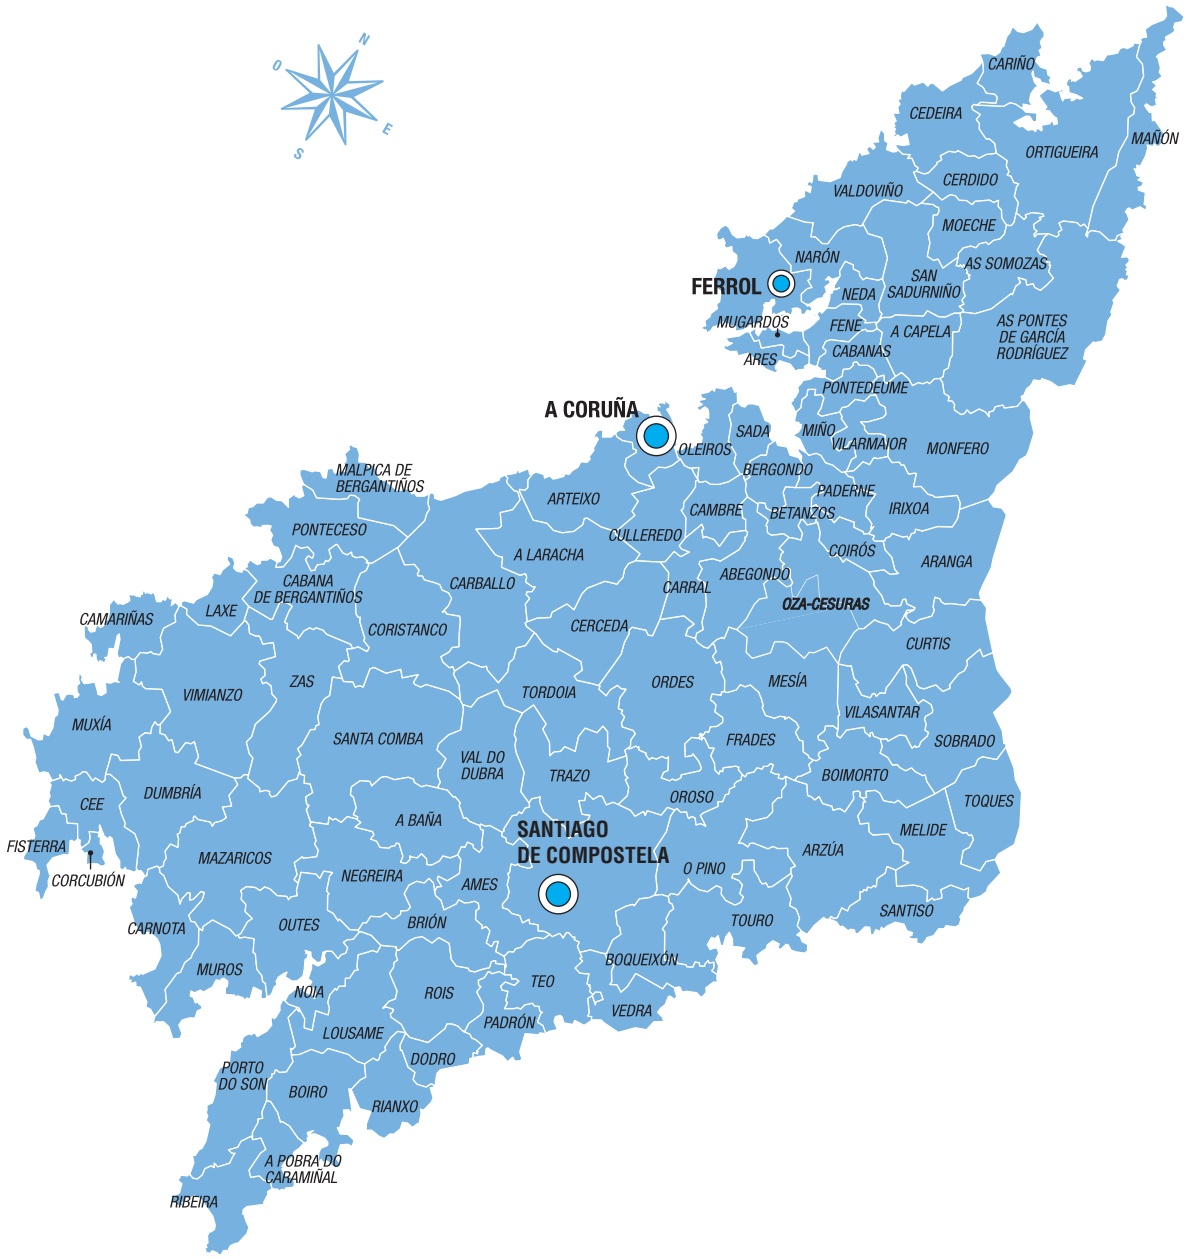 N
O
E
S
CARIÑO
CEDEIRA
MAÑÓN
ORTIGUEIRA
CERDIDO
VALDOVIÑO
MOECHE
NARÓN
AS SOMOZAS
SAN
SADURNIÑO
FERROL
NEDA
MUGARDOS
FENE
A CAPELA
AS PONTES
DE GARCÍA
RODRÍGUEZ
ARES
CABANAS
PONTEDEUME
A CORUÑA
SADA
MIÑO
VILARMAIOR
MONFERO
OLEIROS
BERGONDO
MALPICA DE
BERGANTIÑOS
ARTEIXO
PADERNE
CAMBRE
BETANZOS
IRIXOA
PONTECESO
CULLEREDO
A LARACHA
COIRÓS
ARANGA
CABANA
DE BERGANTIÑOS
CARBALLO
ABEGONDO
CARRAL
OZA-CESURAS
LAXE
CAMARIÑAS
CORISTANCO
CERCEDA
CURTIS
ZAS
VIMIANZO
TORDOIA
ORDES
MESÍA
VILASANTAR
MUXÍA
SANTA COMBA
FRADES
SOBRADO
VAL DO
DUBRA
TRAZO
BOIMORTO
DUMBRÍA
CEE
OROSO
TOQUES
A BAÑA
SANTIAGO
DE COMPOSTELA
MELIDE
FISTERRA
MAZARICOS
ARZÚA
CORCUBIÓN
NEGREIRA
AMES
O PINO
CARNOTA
OUTES
BRIÓN
TOURO
SANTISO
BOQUEIXÓN
MUROS
TEO
NOIA
ROIS
VEDRA
PADRÓN
LOUSAME
DODRO
PORTO
DO SON
BOIRO
RIANXO
A POBRA DO
CARAMIÑAL
RIBEIRA